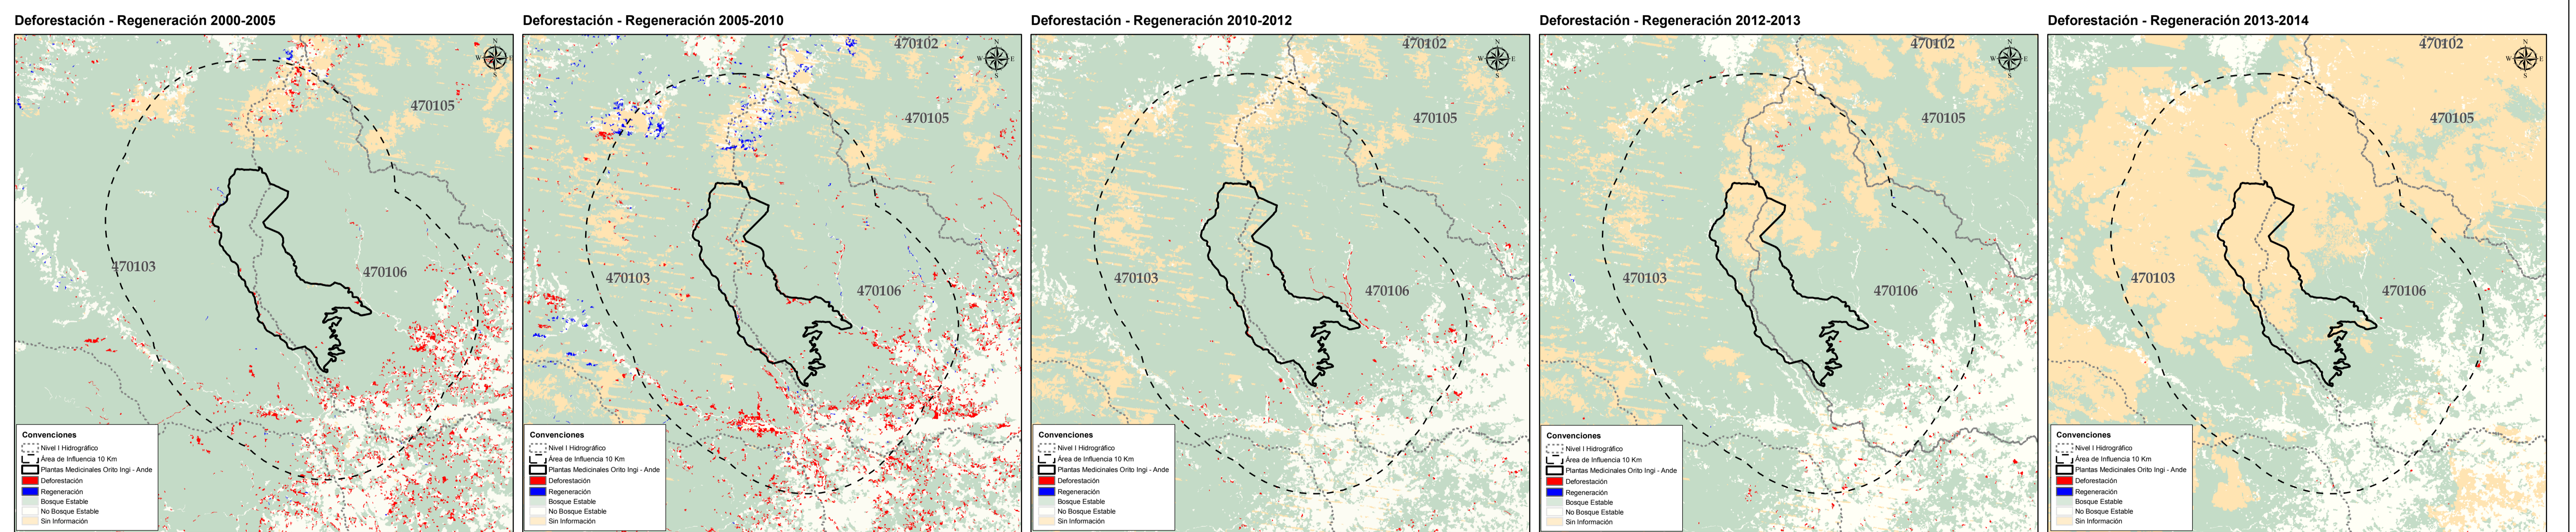 Deforestación - Regeneración 2000-2005
N
W
E
S
470105
470103
470106
Convenciones
Nivel I Hidrográfico
Área de Influencia 10 Km
Plantas Medicinales Orito Ingi - Ande
Deforestación
Regeneración
Bosque Estable
No Bosque Estable
Sin Información
Deforestación - Regeneración 2005-2010
470102
N
W
E
S
470105
470103
470106
Convenciones
Nivel I Hidrográfico
Área de Influencia 10 Km
Plantas Medicinales Orito Ingi - Ande
Deforestación
Regeneración
Bosque Estable
No Bosque Estable
Sin Información
Deforestación - Regeneración 2010-2012
470102
N
W
E
S
470105
470103
470106
Convenciones
Nivel I Hidrográfico
Área de Influencia 10 Km
Plantas Medicinales Orito Ingi - Ande
Deforestación
Regeneración
Bosque Estable
No Bosque Estable
Sin Información
Deforestación - Regeneración 2012-2013
470102
N
W
E
S
470105
470103
470106
Convenciones
Nivel I Hidrográfico
Área de Influencia 10 Km
Plantas Medicinales Orito Ingi - Ande
Deforestación
Regeneración
Bosque Estable
No Bosque Estable
Sin Información
Deforestación - Regeneración 2013-2014
470102
N
W
E
S
470105
470103
470106
Convenciones
Nivel I Hidrográfico
Área de Influencia 10 Km
Plantas Medicinales Orito Ingi - Ande
Deforestación
Regeneración
Bosque Estable
No Bosque Estable
Sin Información